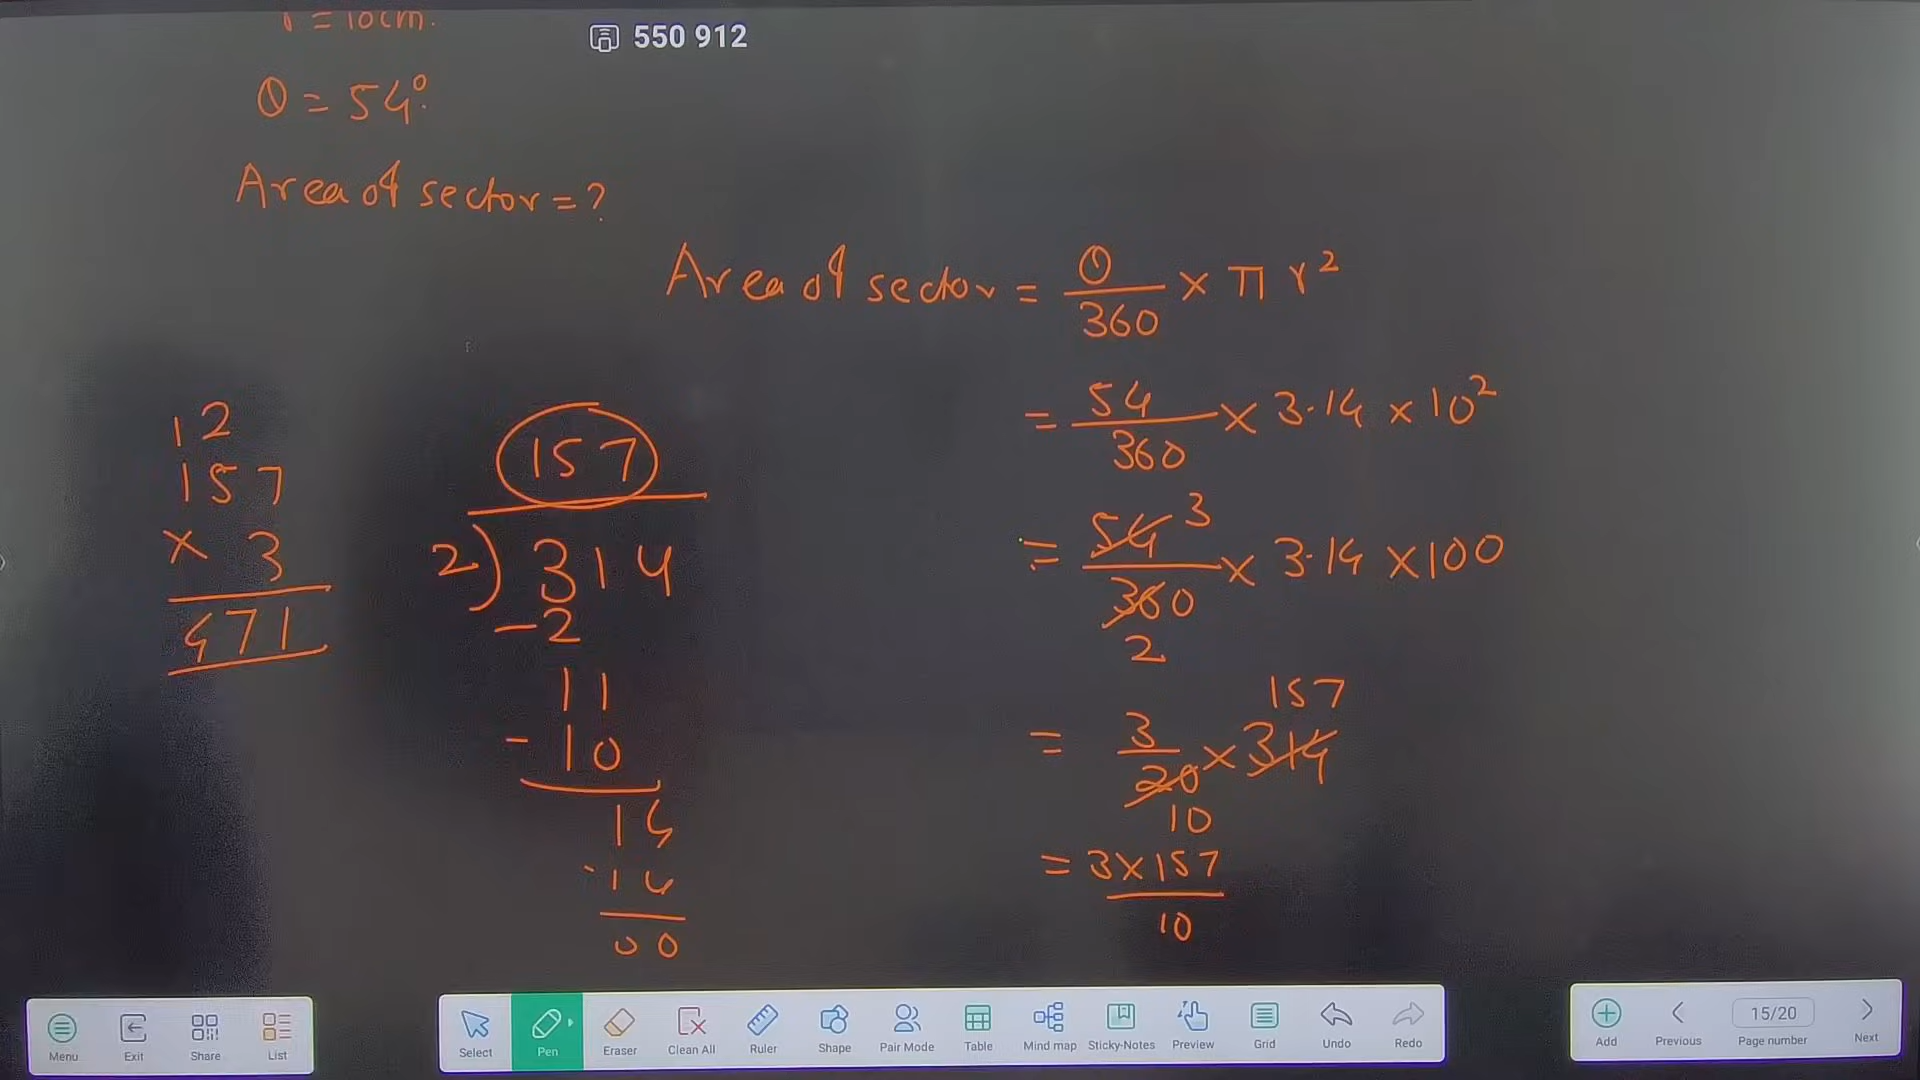 r = 10cm.
550 912
θ = 54°.
Area of sector = ?
Area of sector = θ/360 × π r²
= 54/360 × 3.14 × 10²
= 54 3/360 2 × 3.14 × 100
= 3/20 10 × 314 157
= 3×157/10
12
157
× 3
471
157
2) 314
-2
11
-10
14
-14
00
Menu Exit Share List
Select Pen Eraser Clean All Ruler Shape Pair Mode Table Mind map Sticky-Notes Preview Grid Undo Redo
Add Previous 15/20 Page number Next